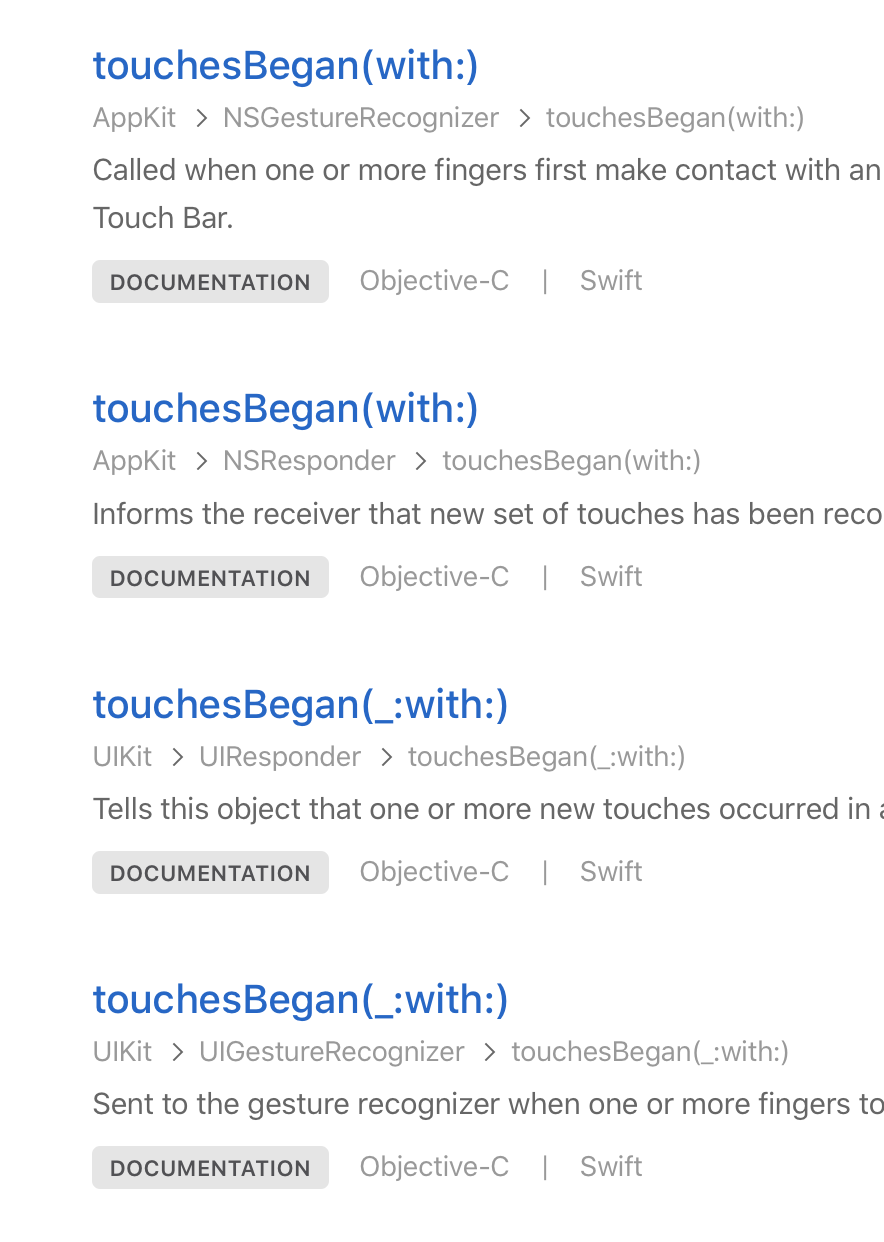 touchesBegan(with:)
AppKit > NSGestureRecognizer > touchesBegan(with:)
Called when one or more fingers first make contact with an
Touch Bar.
DOCUMENTATION Objective-C | Swift
touchesBegan(with:)
AppKit > NSResponder > touchesBegan(with:)
Informs the receiver that new set of touches has been reco
DOCUMENTATION Objective-C | Swift
touchesBegan(_:with:)
UIKit > UIResponder > touchesBegan(_:with:)
Tells this object that one or more new touches occurred in a
DOCUMENTATION Objective-C | Swift
touchesBegan(_:with:)
UIKit > UIGestureRecognizer > touchesBegan(_:with:)
Sent to the gesture recognizer when one or more fingers to
DOCUMENTATION Objective-C | Swift